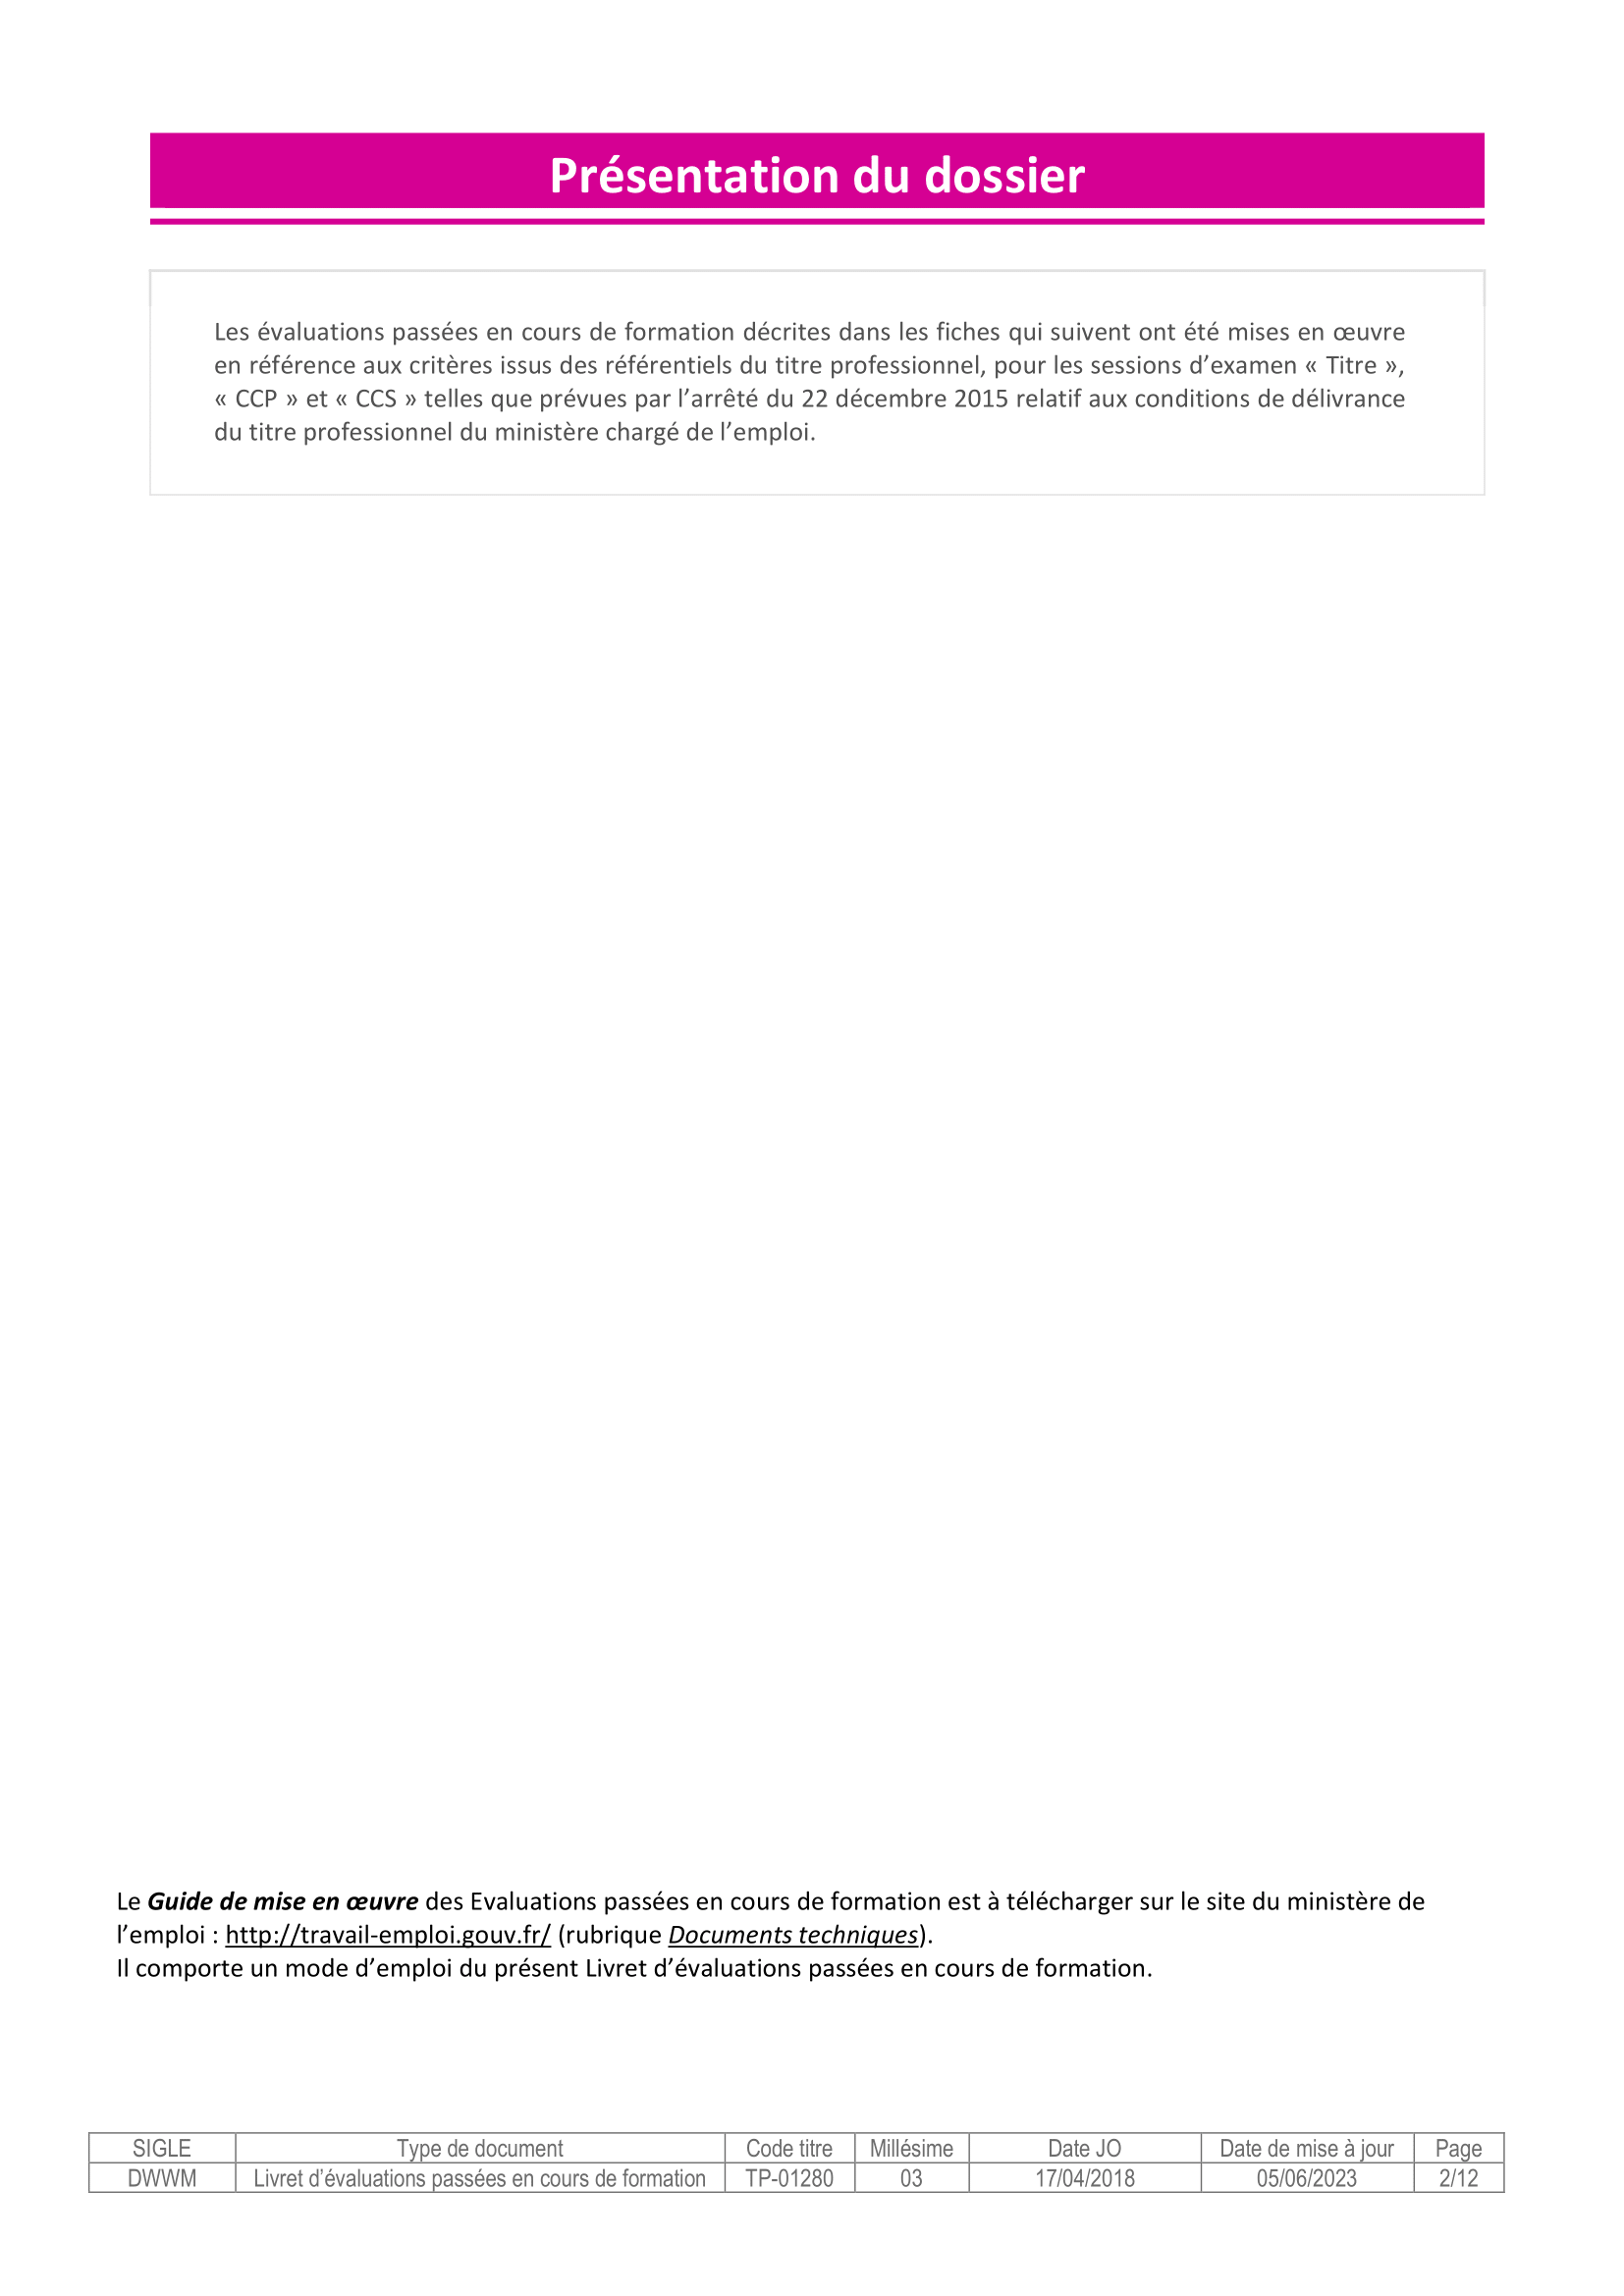 Présentation du dossier
Les évaluations passées en cours de formation décrites dans les fiches qui suivent ont été mises en œuvre
en référence aux critères issus des référentiels du titre professionnel, pour les sessions d’examen « Titre »,
« CCP » et « CCS » telles que prévues par l’arrêté du 22 décembre 2015 relatif aux conditions de délivrance
du titre professionnel du ministère chargé de l’emploi.
Le Guide de mise en œuvre des Evaluations passées en cours de formation est à télécharger sur le site du ministère de
l’emploi : http://travail-emploi.gouv.fr/ (rubrique Documents techniques).
Il comporte un mode d’emploi du présent Livret d’évaluations passées en cours de formation.
SIGLE Type de document Code titre Millésime Date JO Date de mise à jour Page
DWWM Livret d’évaluations passées en cours de formation TP-01280 03 17/04/2018 05/06/2023 2/12